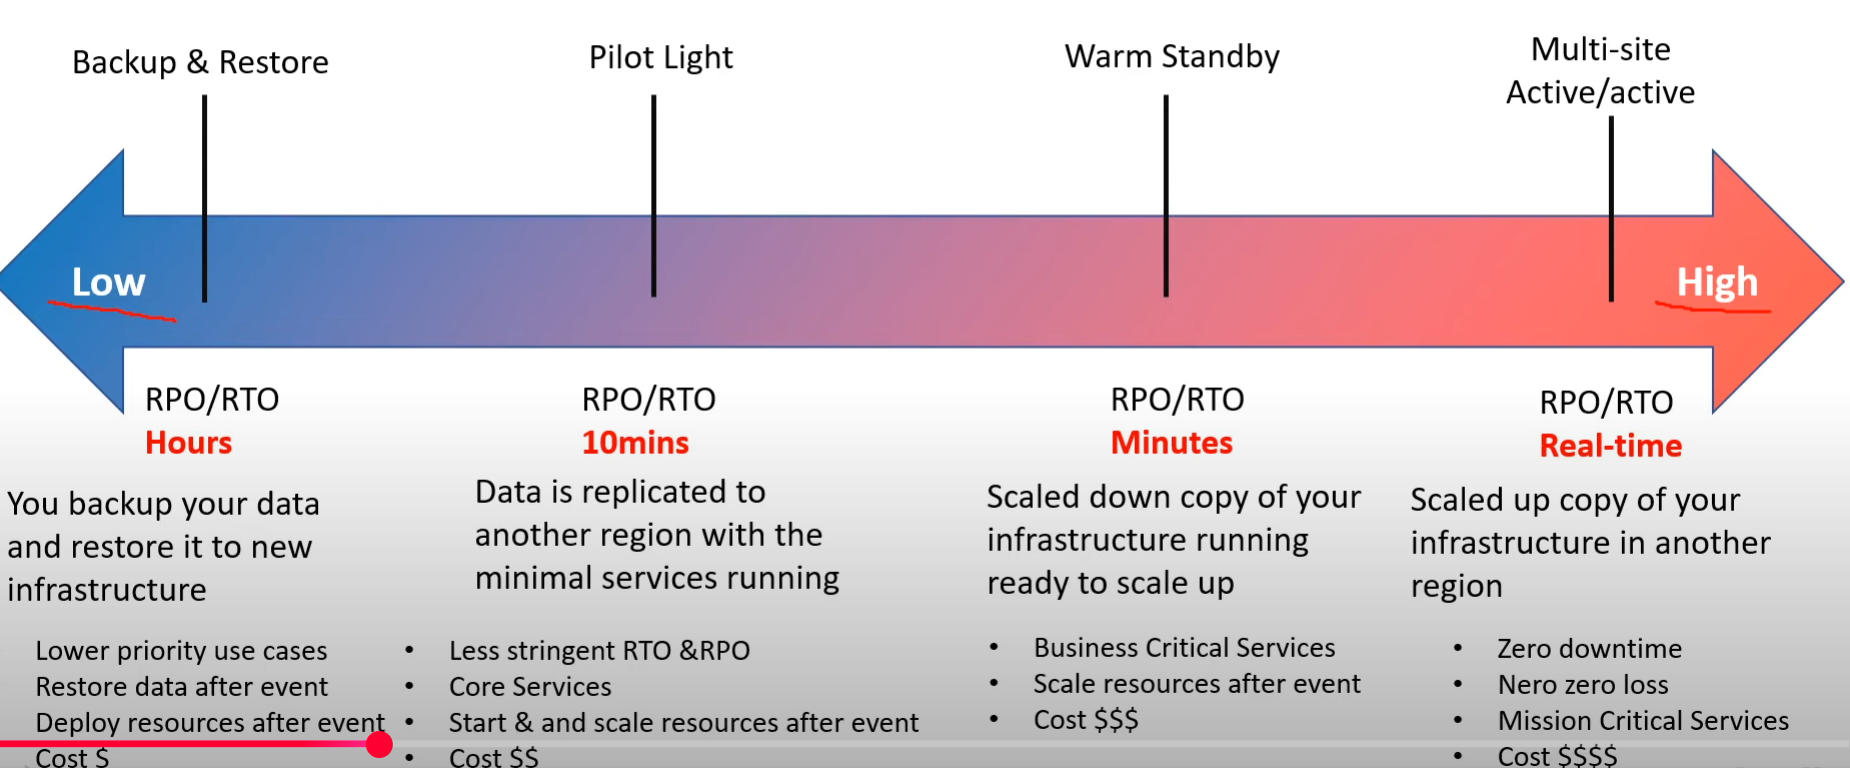 Backup & Restore
Pilot Light
Warm Standby
Multi-site
Active/active
Low
High
RPO/RTO
Hours
You backup your data
and restore it to new
infrastructure
Lower priority use cases
Restore data after event
Deploy resources after event
Cost $
RPO/RTO
10mins
Data is replicated to
another region with the
minimal services running
• Less stringent RTO &RPO
• Core Services
• Start & and scale resources after event
• Cost $$
RPO/RTO
Minutes
Scaled down copy of your
infrastructure running
ready to scale up
• Business Critical Services
• Scale resources after event
• Cost $$$
RPO/RTO
Real-time
Scaled up copy of your
infrastructure in another
region
• Zero downtime
• Nero zero loss
• Mission Critical Services
• Cost $$$$